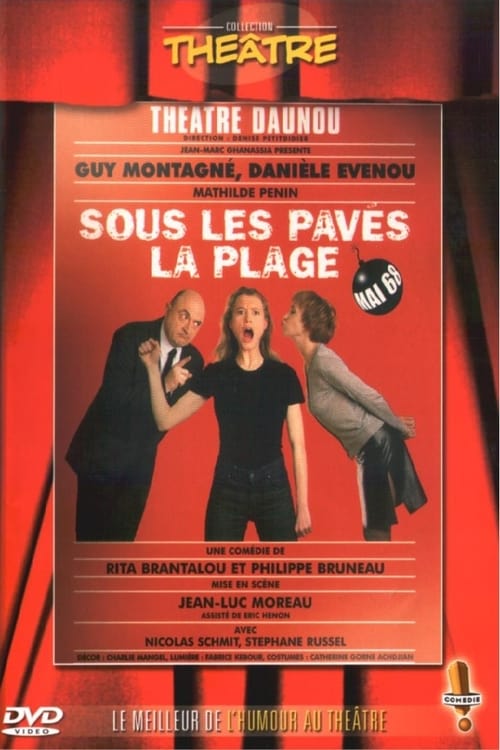 COLLECTION
THEÂTRE
THEATRE DAUNOU
DIRECTION : DENISE PETITDIDIER
JEAN-MARC GHANASSIA PRESENTE
GUY MONTAGNÉ, DANIÈLE EVENOU
MATHILDE PENIN
SOUS LES PAVÉS
LA PLAGE
MAI 68
UNE COMÉDIE DE
RITA BRANTALOU ET PHILIPPE BRUNEAU
MISE EN SCÈNE
JEAN-LUC MOREAU
ASSISTÉ DE ERIC HENON
AVEC
NICOLAS SCHMIT, STEPHANE RUSSEL
DÉCOR : CHARLIE MANGEL, LUMIÈRE : FABRICE KEBOUR, COSTUMES : CATHERINE GORNE ACHDJIAN
COMÉDIE
DVD
VIDEO
LE MEILLEUR DE L'HUMOUR AU THÉÂTRE